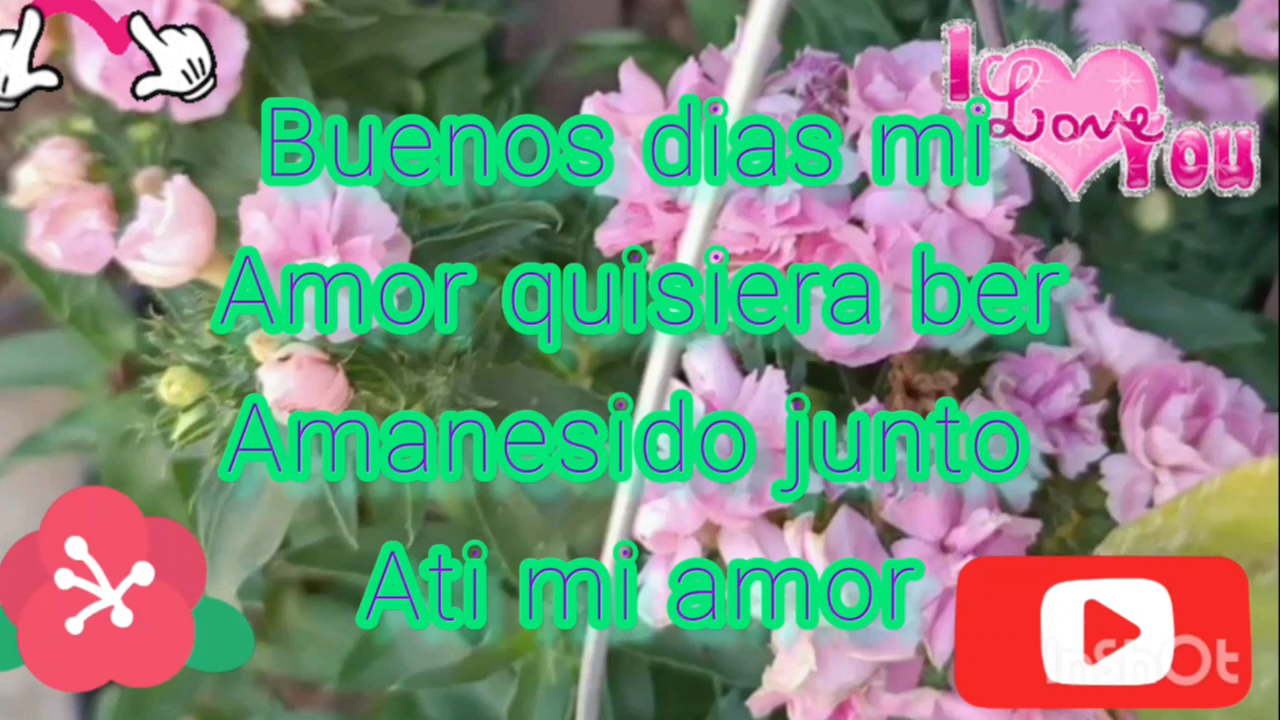 Buenos dias mi
I Love You
Amor quisiera ber
Amanesido junto
Ati mi amor
InShOt